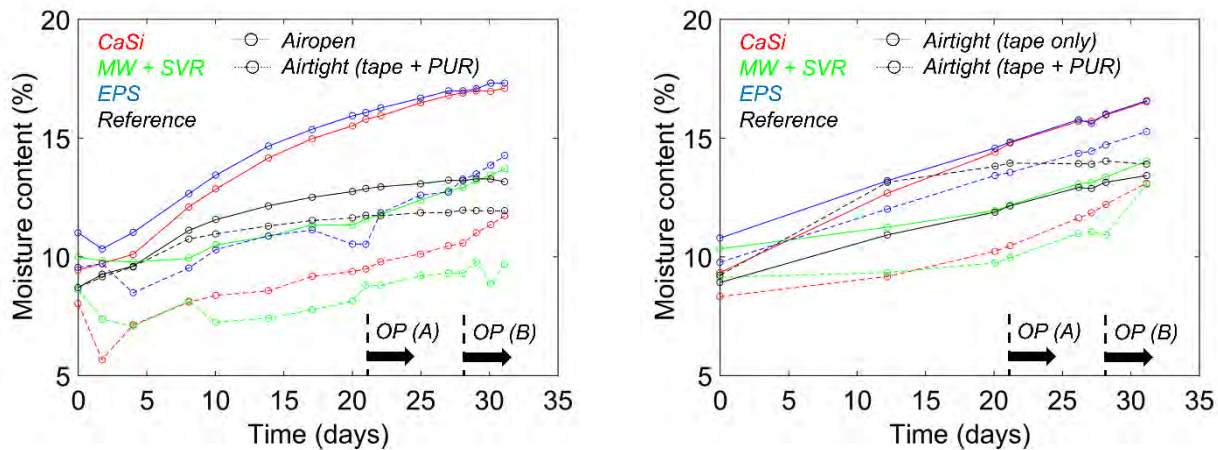 20
CaSi
Airopen
MW + SVR
Airtight (tape + PUR)
EPS
Reference
15
10
5
Moisture content (%)
OP (A)
OP (B)
0 5 10 15 20 25 30 35
Time (days)
20
CaSi
Airtight (tape only)
MW + SVR
Airtight (tape + PUR)
EPS
Reference
15
10
5
Moisture content (%)
OP (A)
OP (B)
0 5 10 15 20 25 30 35
Time (days)